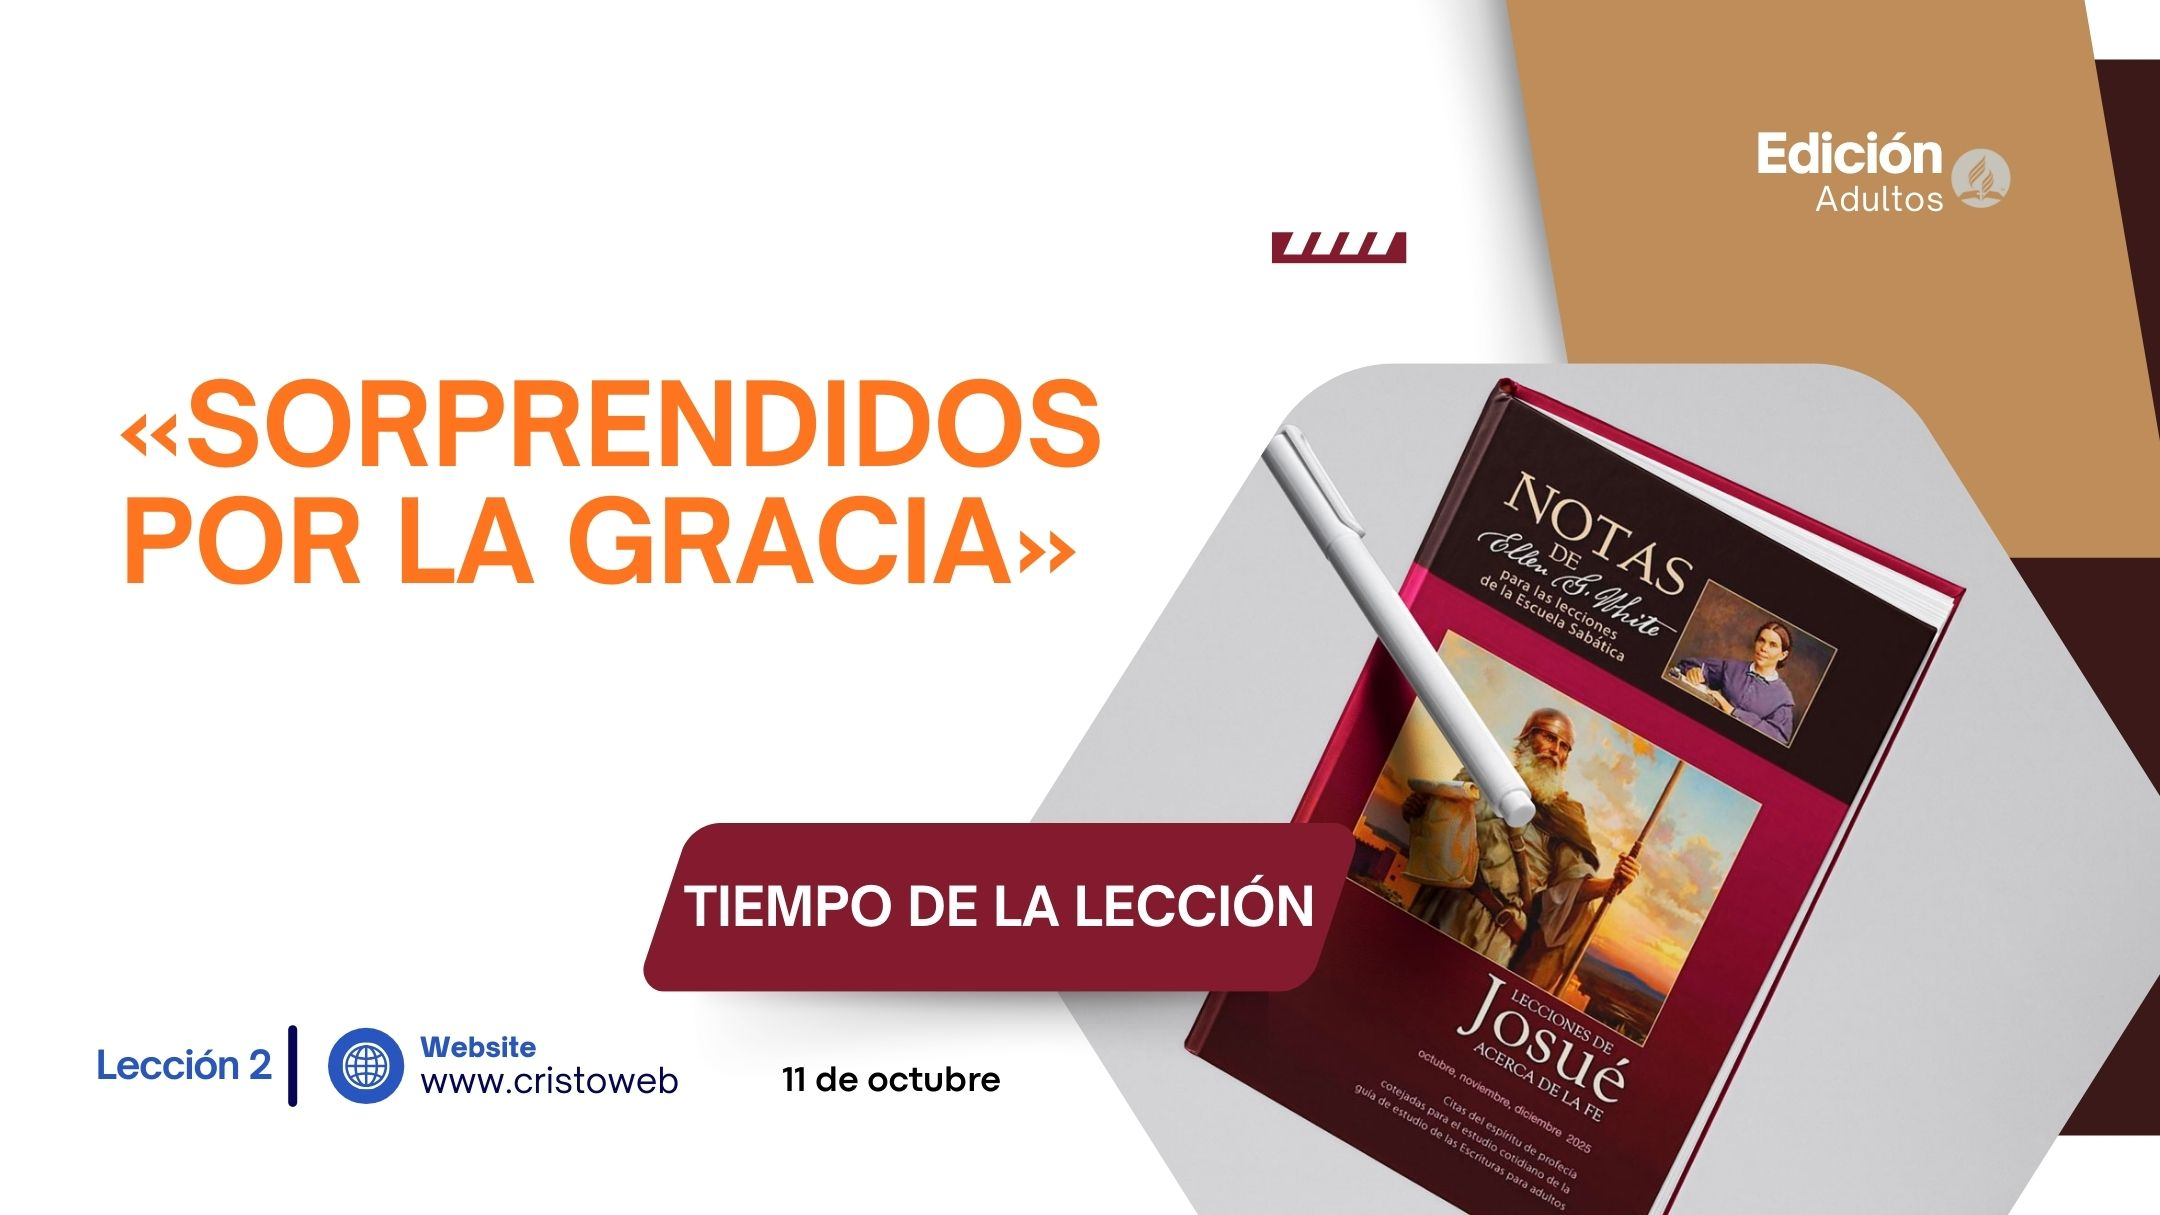 Edición
Adultos
«SORPRENDIDOS
POR LA GRACIA»
NOTAS
DE
Ellen G. White
para las lecciones
de la Escuela Sabática
TIEMPO DE LA LECCIÓN
LECCIONES DE
Josué
ACERCA DE LA FE
octubre, noviembre, diciembre 2025
Citas del espíritu de profecía
cotejadas para el estudio cotidiano de la
guía de estudio de las Escrituras para adultos
Lección 2
Website
www.cristoweb
11 de octubre